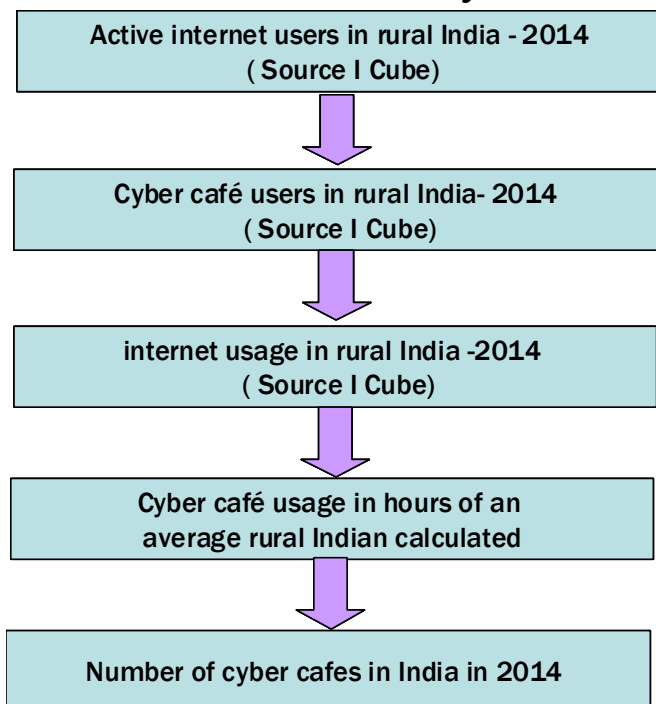 Active internet users in rural India - 2014
( Source I Cube)
Cyber café users in rural India- 2014
( Source I Cube)
internet usage in rural India -2014
( Source I Cube)
Cyber café usage in hours of an
average rural Indian calculated
Number of cyber cafes in India in 2014